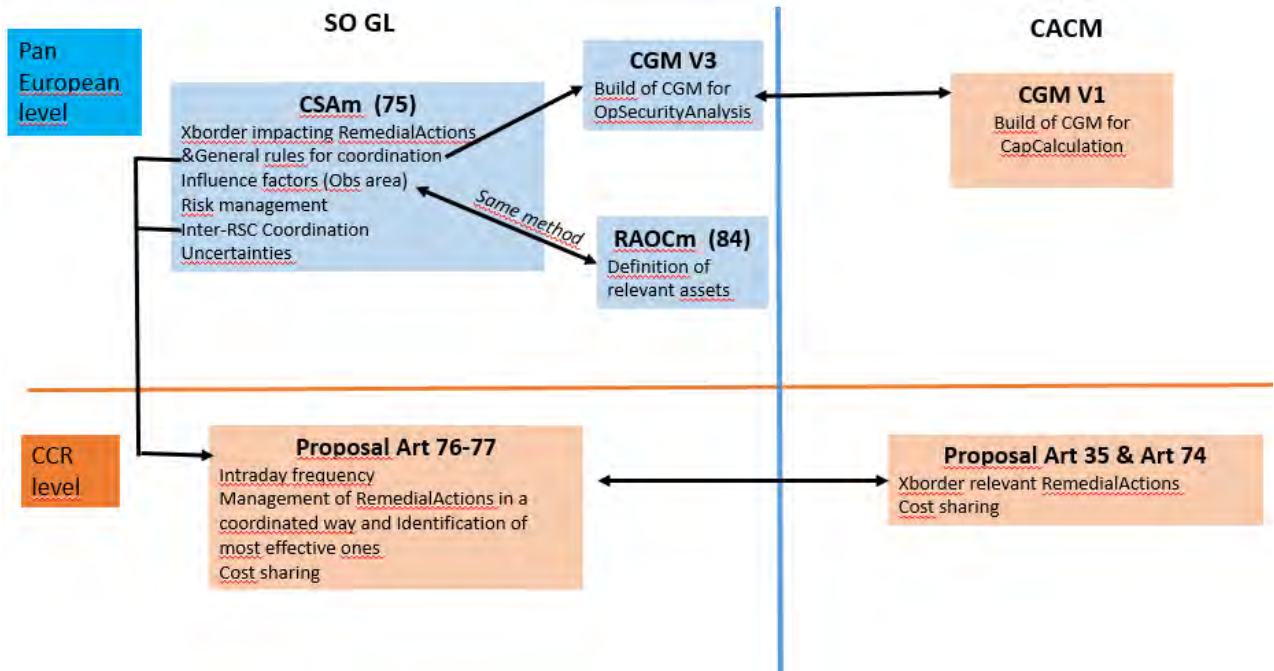 SO GL
CACM
Pan
European
level
CSAm (75)
Xborder impacting RemedialActions
&General rules for coordination
Influence factors (Obs area)
Risk management
Inter-RSC Coordination
Uncertainties
CGM V3
Build of CGM for
OpSecurityAnalysis
CGM V1
Build of CGM for
CapCalculation
Same method
RAOCm (84)
Definition of
relevant assets
CCR
level
Proposal Art 76-77
Intraday frequency
Management of RemedialActions in a
coordinated way and Identification of
most effective ones
Cost sharing
Proposal Art 35 & Art 74
Xborder relevant RemedialActions
Cost sharing